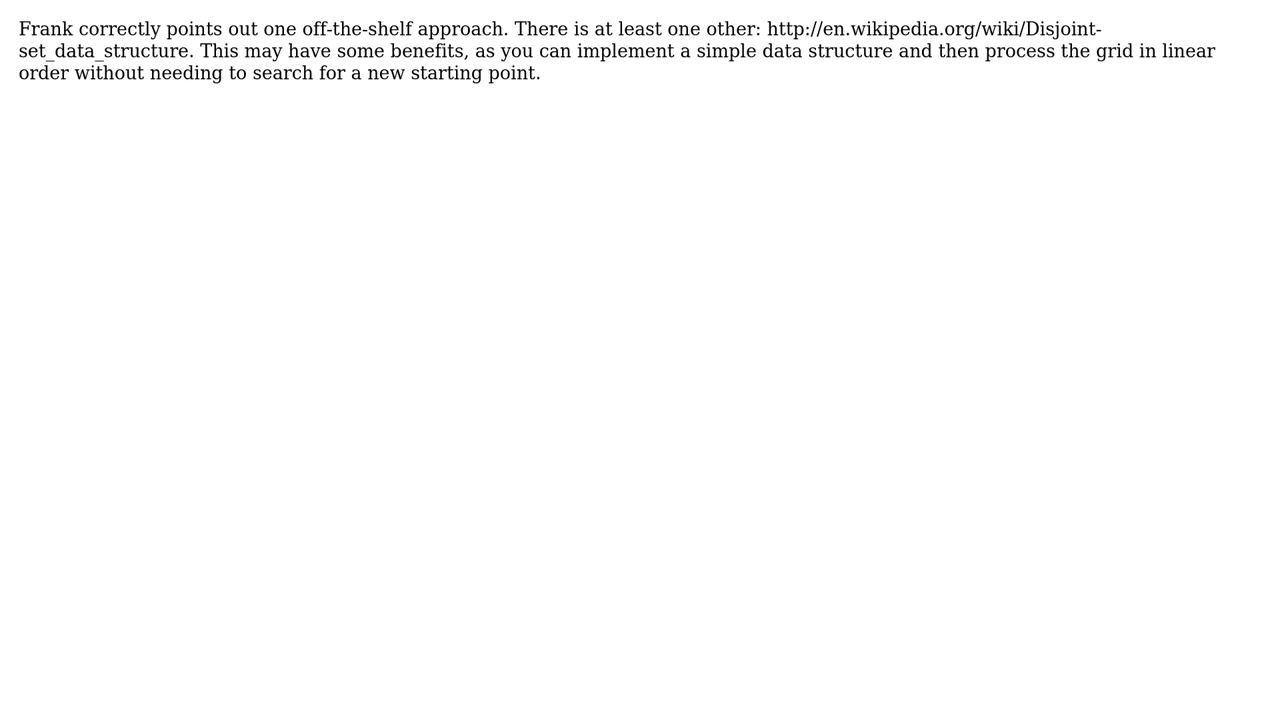 Frank correctly points out one off-the-shelf approach. There is at least one other: http://en.wikipedia.org/wiki/Disjoint-
set_data_structure. This may have some benefits, as you can implement a simple data structure and then process the grid in linear
order without needing to search for a new starting point.